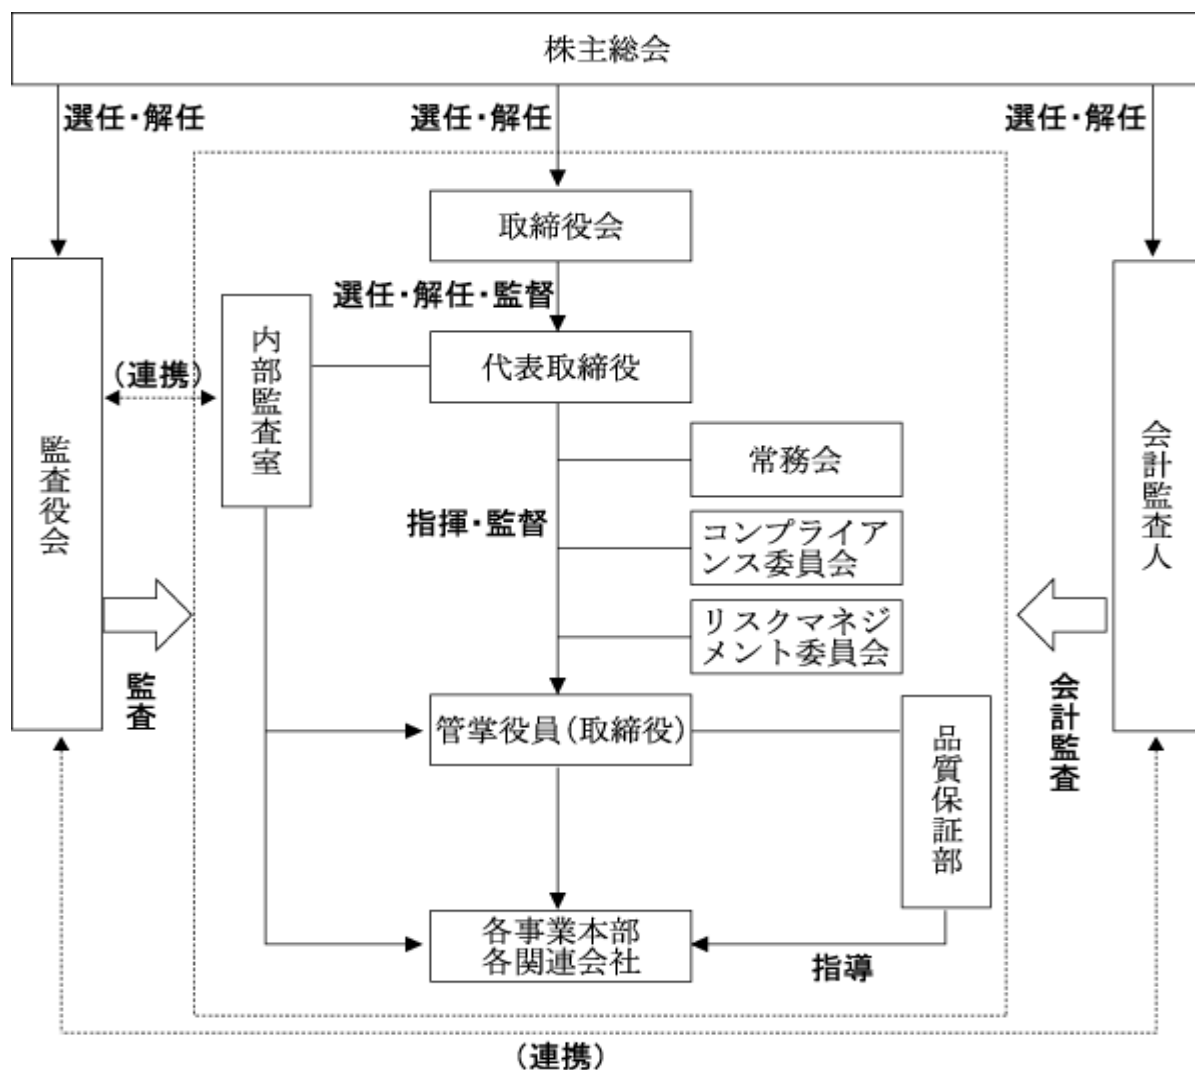 株主総会
選任・解任
選任・解任
選任・解任
取締役会
選任・解任・監督
内部監査室
代表取締役
（連携）
監査役会
会計監査人
常務会
指揮・監督
コンプライア
ンス委員会
リスクマネジ
メント委員会
監査
会計監査
管掌役員（取締役）
品質保証部
各事業本部
各関連会社
指導
（連携）